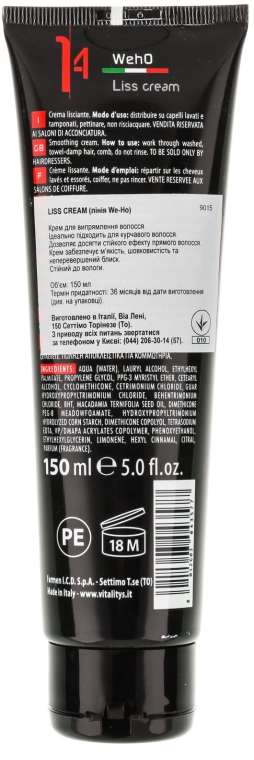 14
WehO
Liss cream
I Crema lisciante. Modo d'uso: distribuire su capelli lavati e
tamponati, pettinare, non risciacquare. VENDITA RISERVATA
AI SALONI DI ACCONCIATURA.
GB Smoothing cream. How to use: work through washed,
towel-damp hair, comb, do not rinse. TO BE SOLD ONLY BY
HAIRDRESSERS.
F Crème lissante. Mode d'emploi: répartir sur les cheveux
lavés et essorés, coiffer, ne pas rincer. VENTE RESERVEE AUX
SALONS DE COIFFURE.
LISS CREAM (лінія We-Ho) 9015
Крем для випрямлення волосся.
Ідеально підходить для кучравого волосся.
Дозволяє досягти стійкого ефекту прямого волосся.
Крем забезпечує м'якість, шовковистість та
неперевершений блиск.
Стійкий до вологи.
Об'єм: 150 мл
Термін придатності: 36 місяців від дати виготовлення
(див. на упаковці).
Виготовлено в Італії, Віа Лені,
150 Сеттімо Торінезе (То).
З приводу всіх питань звертатися
за телефоном у Києві: (044) 206-30-14 (57).
010
INGREDIENTS: AQUA (WATER), LAURYL ALCOHOL, ETHYLHEXYL
PALMITATE, PROPYLENE GLYCOL, PPG-3 MYRISTYL ETHER, CETEARYL
ALCOHOL, CYCLOMETHICONE, CETRIMONIUM CHLORIDE, GUAR
HYDROXYPROPYLTRIMONIUM CHLORIDE, BEHENTRIMONIUM
CHLORIDE, BHT, MACADAMIA TERNIFOLIA SEED OIL, DIMETHICONE
PEG-8 MEADOWFOAMATE, HYDROXYPROPYLTRIMONIUM
HYDROLYZED CORN STARCH, DIMETHICONE COPOLYOL, TETRASODIUM
EDTA, VP/DMAPA ACRYLATES COPOLYMER, PHENOXYETHANOL,
ETHYLHEXYLGLYCERIN, LIMONENE, HEXYL CINNAMAL, CITRAL,
PARFUM (FRAGRANCE).
150 ml e 5.0 fl.oz.
PE
18 M
Farmen I.C.D. S.p.A. - Settimo T.se (TO)
Made in Italy - www.vitalitys.it